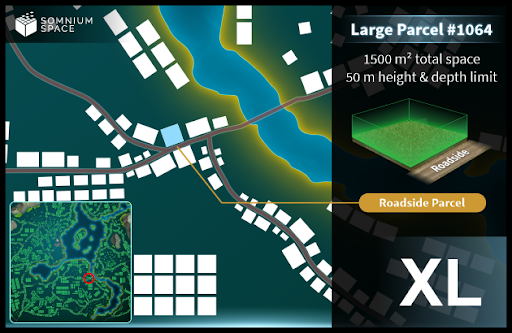 SOMNIUM
SPACE
Large Parcel #1064
1500 m² total space
50 m height & depth limit
Roadside
Roadside Parcel
XL